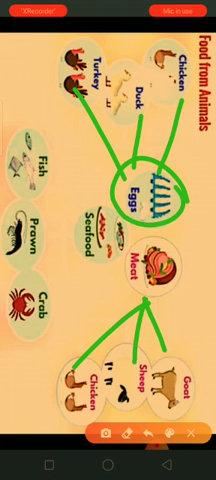 "XRecorder"
Mic in use
Food from Animals
Chicken
Duck
Turkey
Eggs
Meat
Goat
Sheep
Chicken
Seafood
Fish
Prawn
Crab